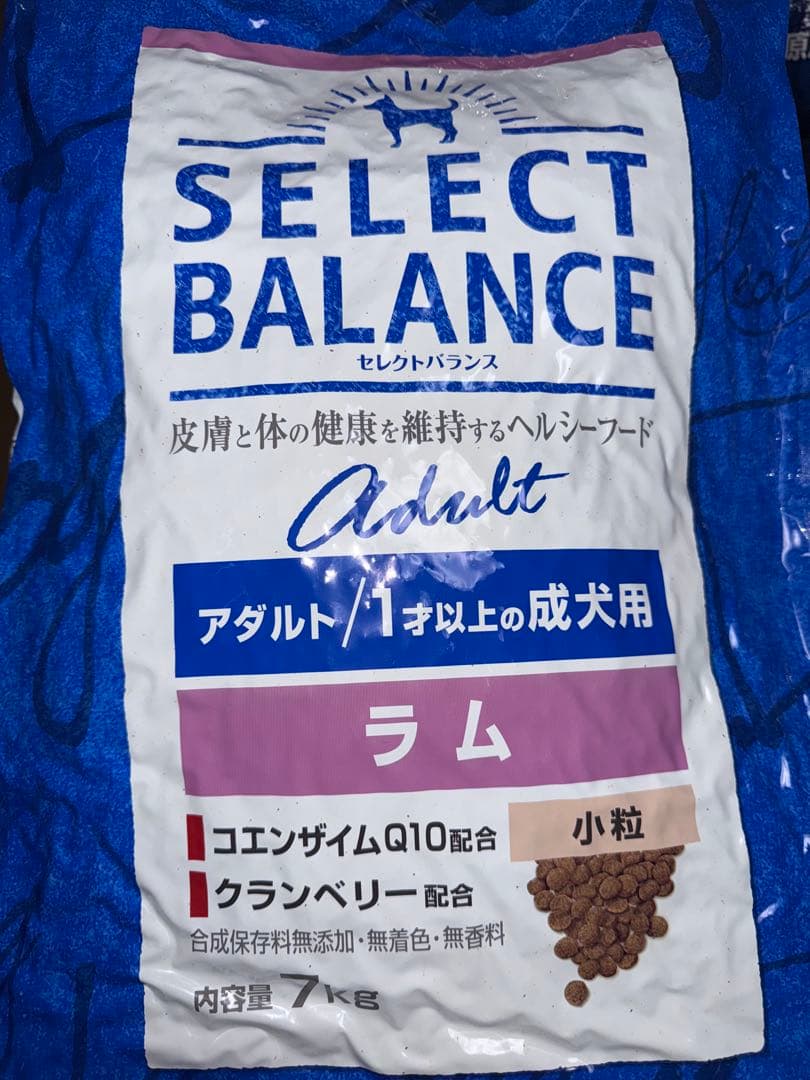 SELECT
BALANCE
セレクトバランス
皮膚と体の健康を維持するヘルシーフード
adult
アダルト/1才以上の成犬用
ラム
コエンザイムQ10配合
小粒
クランベリー配合
合成保存料無添加・無着色・無香料
内容量 7kg